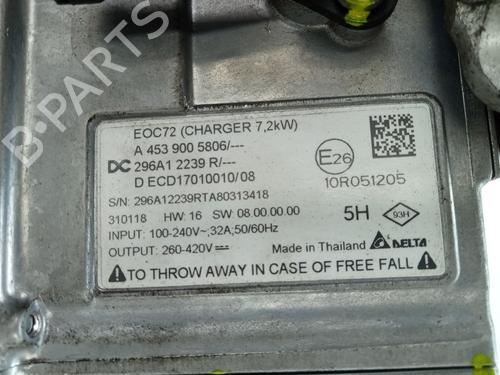 B-PARTS
EOC72 (CHARGER 7,2kW)
A 453 900 5806/---
DC 296A1 2239 R/---
D ECD17010010/08
E26
10R051205
S/N: 296A12239RTA80313418
310118 HW: 16 SW: 08.00.00.00
5H
93H
INPUT: 100-240V~,32A;50/60Hz
OUTPUT: 260-420V⎓
Made in Thailand DELTA
TO THROW AWAY IN CASE OF FREE FALL